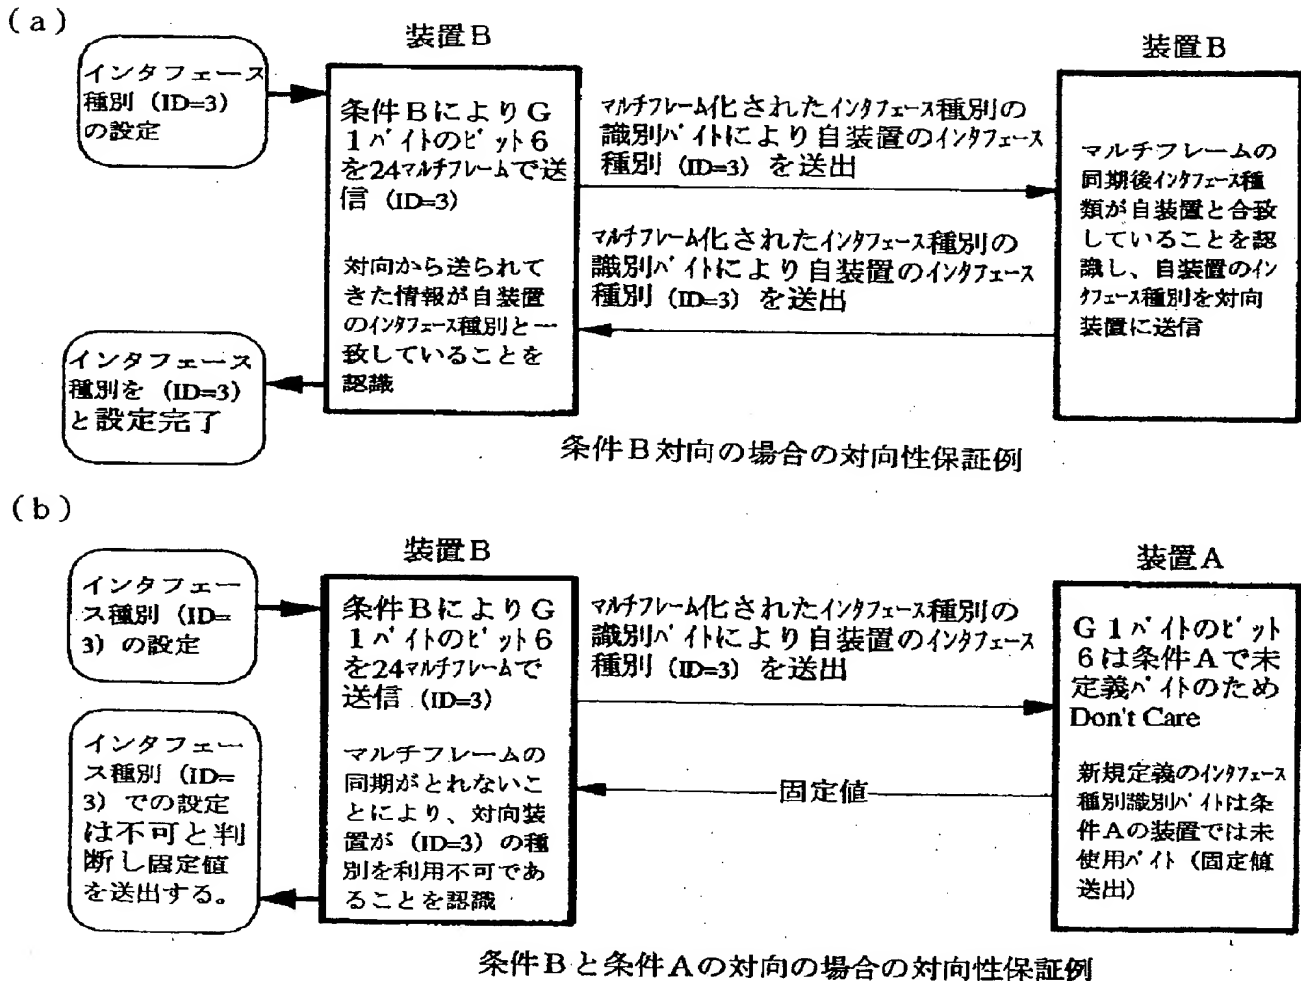 (a)
装置B
インタフェース
種別 (ID=3)
の設定
条件BによりG
1バイトのビット6
を24マルチフレームで送
信 (ID=3)
対向から送られて
きた情報が自装置
のインタフェース種別と一
致していることを
認識
インタフェース
種別を (ID=3)
と設定完了
マルチフレーム化されたインタフェース種別の
識別バイトにより自装置のインタフェース
種別 (ID=3) を送出
マルチフレーム化されたインタフェース種別の
識別バイトにより自装置のインタフェース
種別 (ID=3) を送出
装置B
マルチフレームの
同期後インタフェース種
類が自装置と合致
していることを認
識し、自装置のイン
タフェース種別を対向
装置に送信
条件B対向の場合の対向性保証例
(b)
装置B
インタフェー
ス種別 (ID=
3) の設定
条件BによりG
1バイトのビット6
を24マルチフレームで
送信 (ID=3)
マルチフレームの
同期がとれないこ
とにより、対向装
置が (ID=3) の種
別を利用不可であ
ることを認識
インタフェー
ス種別 (ID=
3) での設定
は不可と判
断し固定値
を送出する。
マルチフレーム化されたインタフェース種別の
識別バイトにより自装置のインタフェース
種別 (ID=3) を送出
固定値
装置A
G1バイトのビット
6は条件Aで未
定義バイトのため
Don't Care
新規定義のインタフェース
種別識別バイトは条
件Aの装置では未
使用バイト (固定値
送出)
条件Bと条件Aの対向の場合の対向性保証例